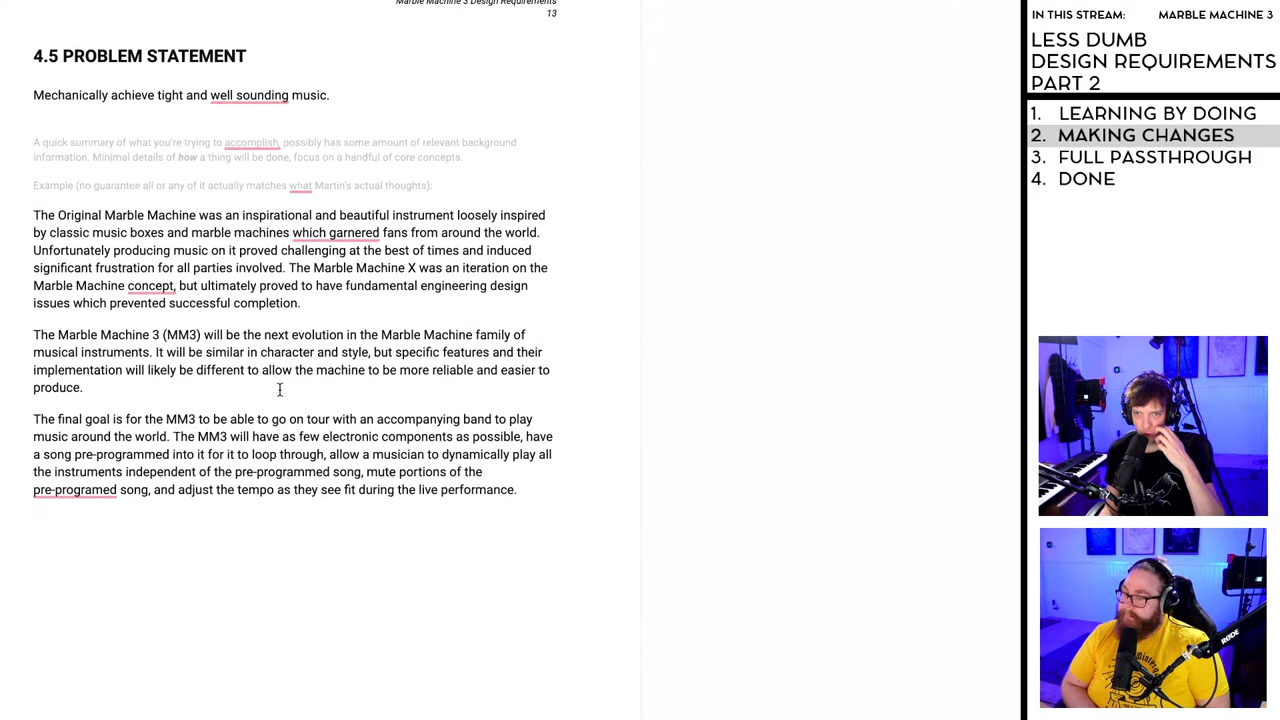 Marble Machine 3 Design Requirements
13
4.5 PROBLEM STATEMENT
Mechanically achieve tight and well sounding music.
A quick summary of what you're trying to accomplish, possibly has some amount of relevant background
information. Minimal details of how a thing will be done, focus on a handful of core concepts.
Example (no guarantee all or any of it actually matches what Martin's actual thoughts):
The Original Marble Machine was an inspirational and beautiful instrument loosely inspired
by classic music boxes and marble machines which garnered fans from around the world.
Unfortunately producing music on it proved challenging at the best of times and induced
significant frustration for all parties involved. The Marble Machine X was an iteration on the
Marble Machine concept, but ultimately proved to have fundamental engineering design
issues which prevented successful completion.
The Marble Machine 3 (MM3) will be the next evolution in the Marble Machine family of
musical instruments. It will be similar in character and style, but specific features and their
implementation will likely be different to allow the machine to be more reliable and easier to
produce.
The final goal is for the MM3 to be able to go on tour with an accompanying band to play
music around the world. The MM3 will have as few electronic components as possible, have
a song pre-programmed into it for it to loop through, allow a musician to dynamically play all
the instruments independent of the pre-programmed song, mute portions of the
pre-programed song, and adjust the tempo as they see fit during the live performance.
IN THIS STREAM: MARBLE MACHINE 3
LESS DUMB
DESIGN REQUIREMENTS
PART 2
1. LEARNING BY DOING
2. MAKING CHANGES
3. FULL PASSTHROUGH
4. DONE
RØDE